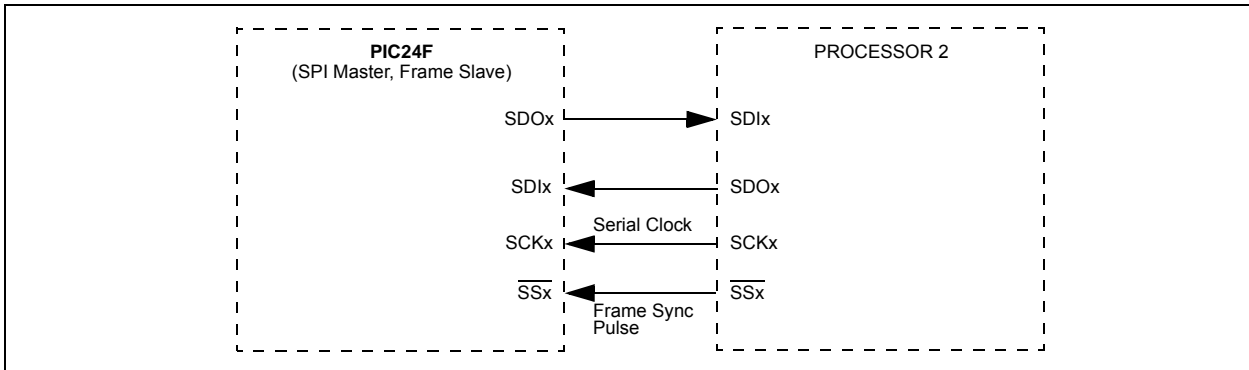 PIC24F
(SPI Master, Frame Slave)
PROCESSOR 2
SDOx
SDIx
SDIx
SDOx
Serial Clock
SCKx
SCKx
SSx
SSx
Frame Sync
Pulse